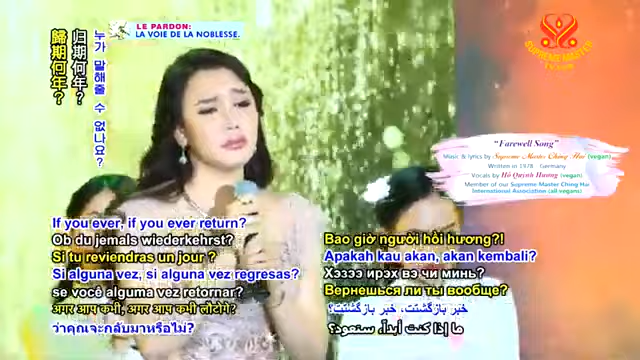 LE PARDON:
LA VOIE DE LA NOBLESSE.
歸期何年?
归期何年?
누가 말해줄 수 없나요?
SUPREME MASTER
TV.COM
“Farewell Song”
Music & lyrics by Supreme Master Ching Hai (vegan)
Written in 1978 - Germany
Vocals by Hồ Quỳnh Hương (vegan)
Member of our Supreme Master Ching Hai
International Association (all vegans)
If you ever, if you ever return?
Ob du jemals wiederkehrst?
Si tu reviendras un jour ?
Si alguna vez, si alguna vez regresas?
se você alguma vez retornar?
अगर आप कभी, अगर आप कभी लौटोगे?
ว่าคุณจะกลับมาหรือไม่?
Bao giờ người hồi hương?!
Apakah kau akan, akan kembali?
Хэзээ ирэх вэ чи минь?
Вернешься ли ты вообще?
خبر بازگشتت، خبر بازگشتت؟
ما إذا كنت أبداً، ستعود؟